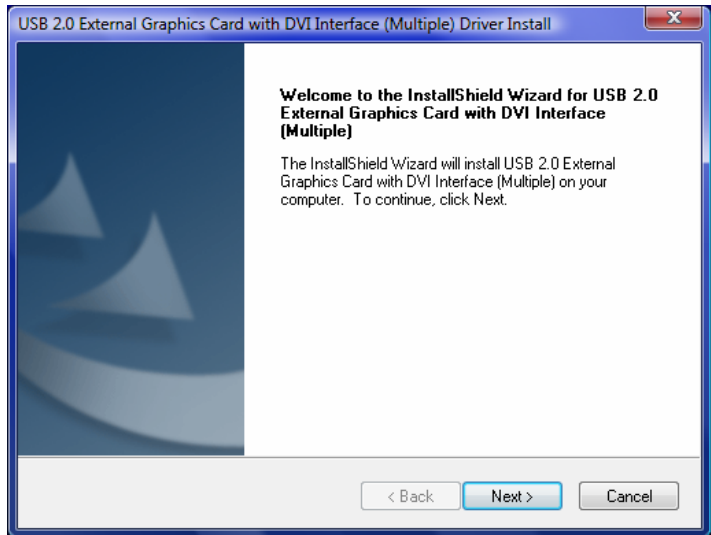 USB 2.0 External Graphics Card with DVI Interface (Multiple) Driver Install
Welcome to the InstallShield Wizard for USB 2.0
External Graphics Card with DVI Interface
(Multiple)
The InstallShield Wizard will install USB 2.0 External
Graphics Card with DVI Interface (Multiple) on your
computer.  To continue, click Next.
< Back
Next >
Cancel